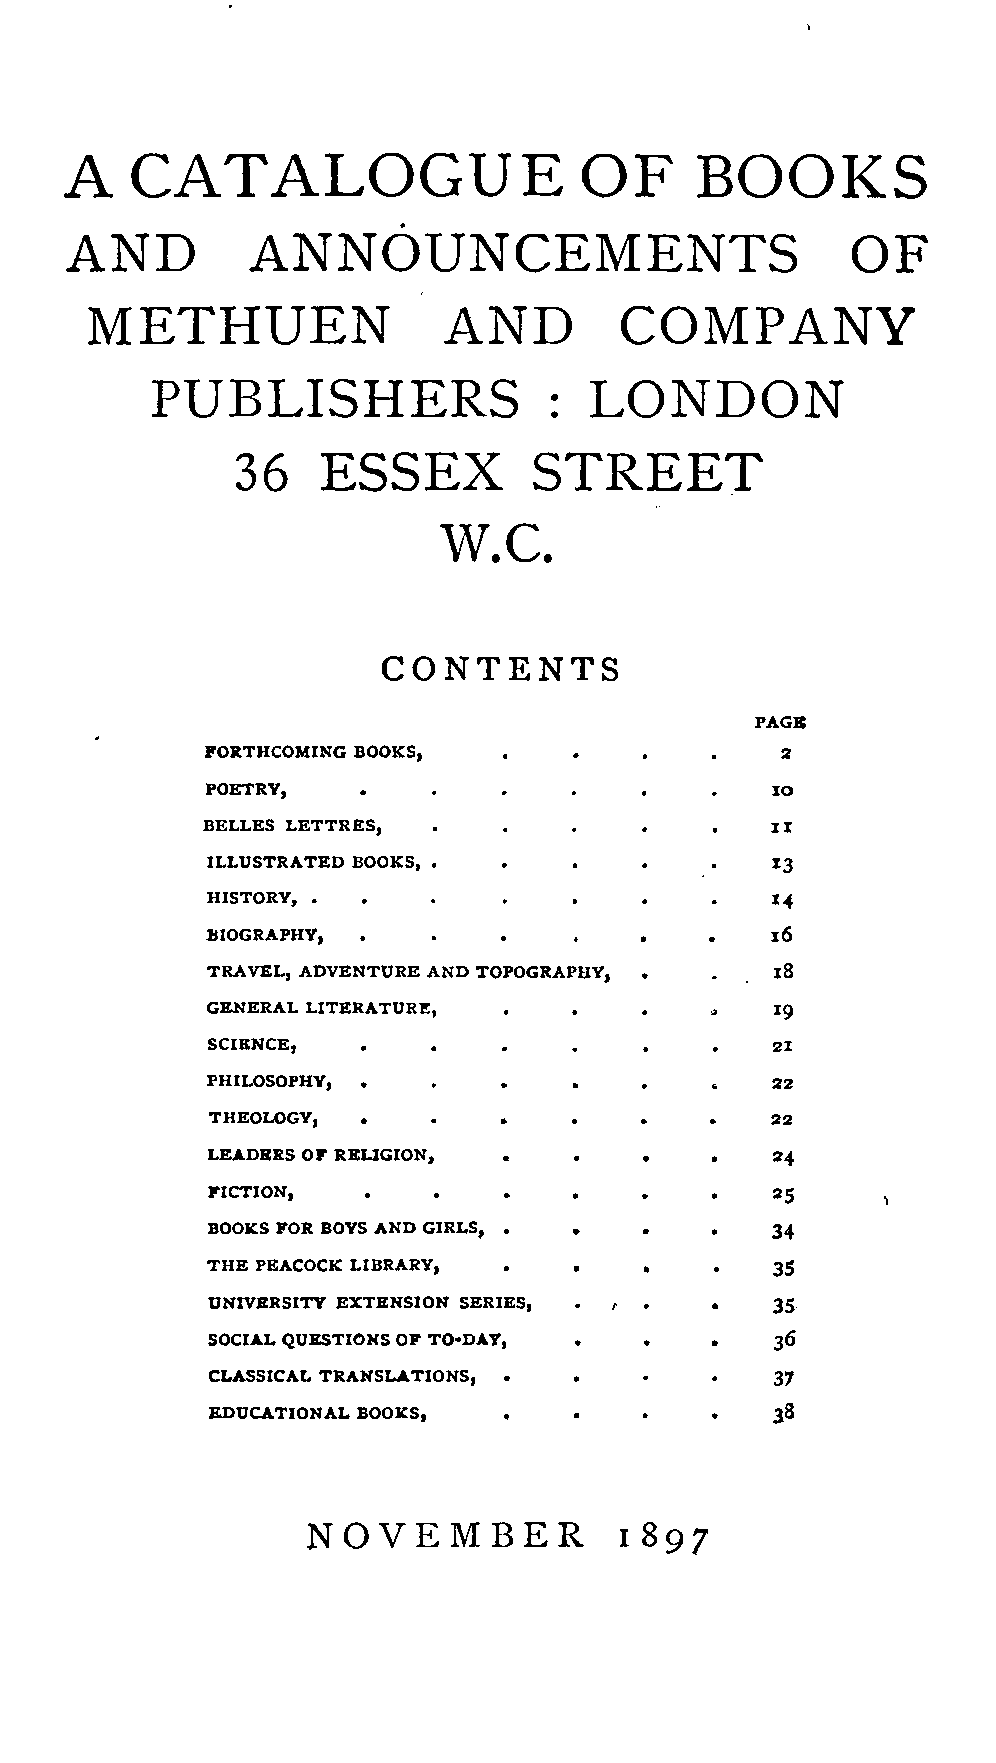 A CATALOGUE OF BOOKS
AND ANNOUNCEMENTS OF
METHUEN AND COMPANY
PUBLISHERS : LONDON
36 ESSEX STREET
W.C.
CONTENTS
PAGE
FORTHCOMING BOOKS, . . . . 2
POETRY, . . . . . . 10
BELLES LETTRES, . . . . . 11
ILLUSTRATED BOOKS, . . . . . 13
HISTORY, . . . . . . . 14
BIOGRAPHY, . . . . . . 16
TRAVEL, ADVENTURE AND TOPOGRAPHY, . . 18
GENERAL LITERATURE, . . . . 19
SCIENCE, . . . . . . 21
PHILOSOPHY, . . . . . . 22
THEOLOGY, . . . . . . 22
LEADERS OF RELIGION, . . . . 24
FICTION, . . . . . . 25
BOOKS FOR BOYS AND GIRLS, . . . . 34
THE PEACOCK LIBRARY, . . . . 35
UNIVERSITY EXTENSION SERIES, . . . 35
SOCIAL QUESTIONS OF TO-DAY, . . . 36
CLASSICAL TRANSLATIONS, . . . . 37
EDUCATIONAL BOOKS, . . . . 38
NOVEMBER 1897